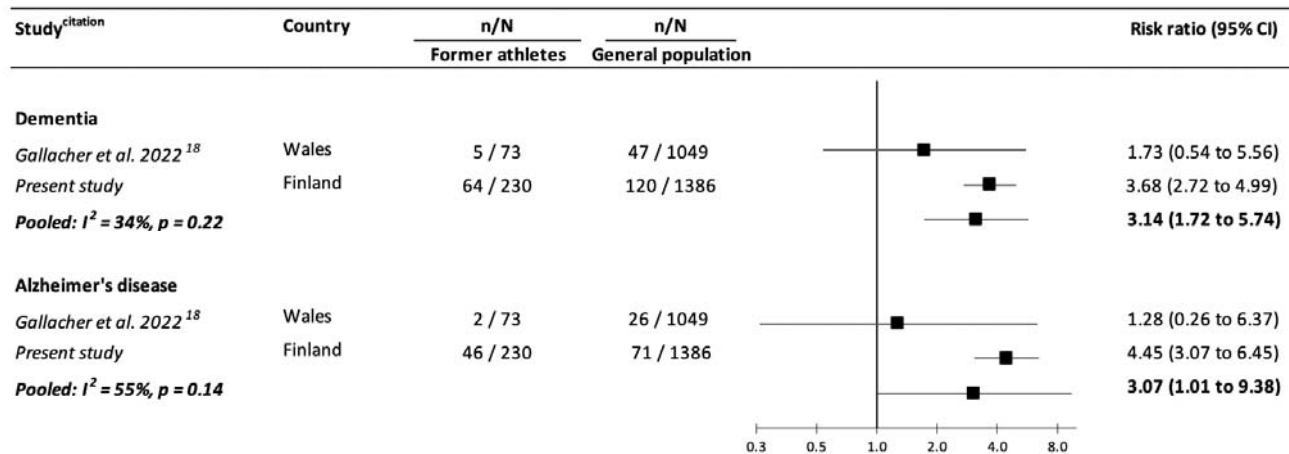 Study^citation Country n/N n/N Risk ratio (95% CI)
Former athletes General population
Dementia
Gallacher et al. 2022 ^18 Wales 5 / 73 47 / 1049 1.73 (0.54 to 5.56)
Present study Finland 64 / 230 120 / 1386 3.68 (2.72 to 4.99)
Pooled: I² = 34%, p = 0.22 3.14 (1.72 to 5.74)
Alzheimer's disease
Gallacher et al. 2022 ^18 Wales 2 / 73 26 / 1049 1.28 (0.26 to 6.37)
Present study Finland 46 / 230 71 / 1386 4.45 (3.07 to 6.45)
Pooled: I² = 55%, p = 0.14 3.07 (1.01 to 9.38)
0.3 0.5 1.0 2.0 4.0 8.0